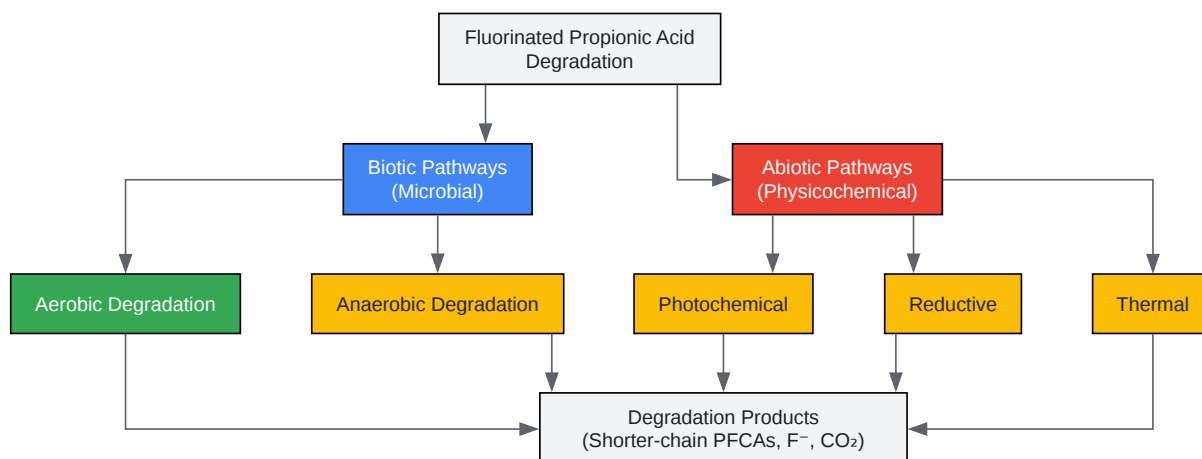 Fluorinated Propionic Acid
Degradation
Biotic Pathways
(Microbial)
Abiotic Pathways
(Physicochemical)
Aerobic Degradation
Anaerobic Degradation
Photochemical
Reductive
Thermal
Degradation Products
(Shorter-chain PFCAs, F⁻, CO₂)